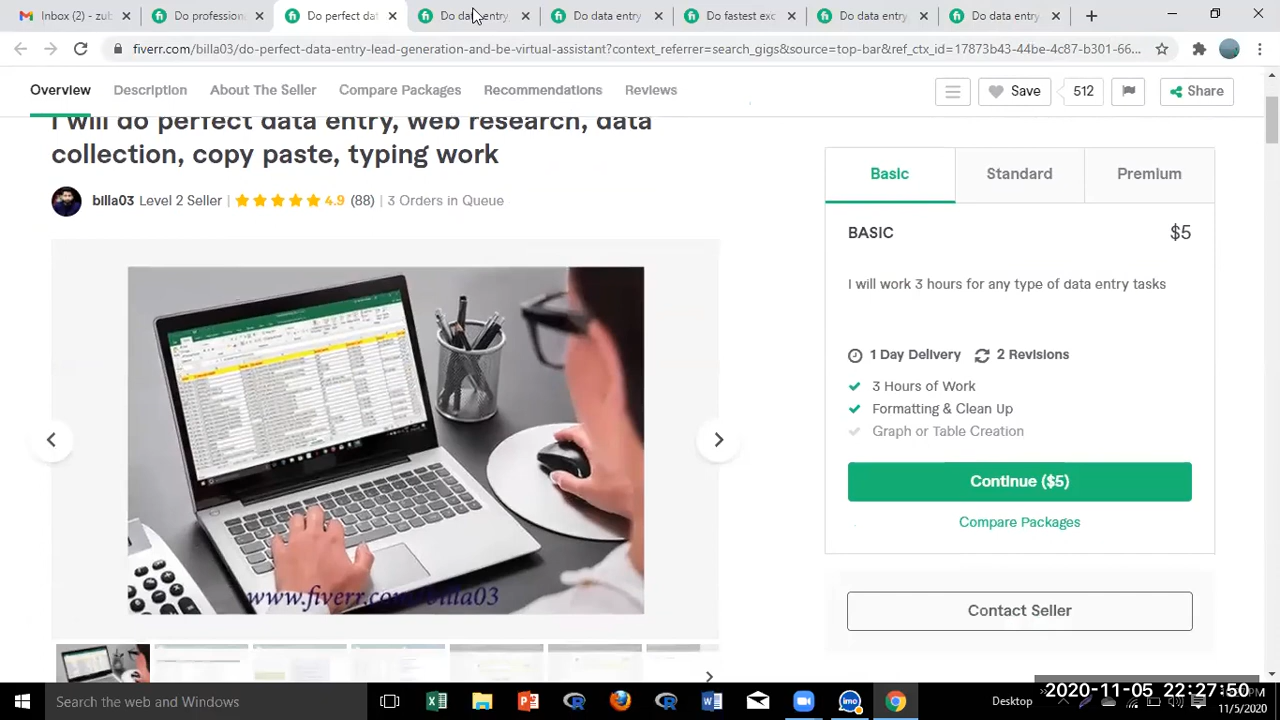 Inbox (2) - zub
Do profession
Do perfect dat
Do data entry,
Do data entry
Do fastest exc
Do data entry
Do data entry
fiverr.com/billa03/do-perfect-data-entry-lead-generation-and-be-virtual-assistant?context_referrer=search_gigs&source=top-bar&ref_ctx_id=17873b43-44be-4c87-b301-66...
Overview Description About The Seller Compare Packages Recommendations Reviews
Save 512 Share
I will do perfect data entry, web research, data
collection, copy paste, typing work
billa03 Level 2 Seller | 4.9 (88) | 3 Orders in Queue
www.fiverr.com/billa03
Basic Standard Premium
BASIC $5
I will work 3 hours for any type of data entry tasks
1 Day Delivery 2 Revisions
3 Hours of Work
Formatting & Clean Up
Graph or Table Creation
Continue ($5)
Compare Packages
Contact Seller
Search the web and Windows
Desktop
2020-11-05 22:27:50
11/5/2020